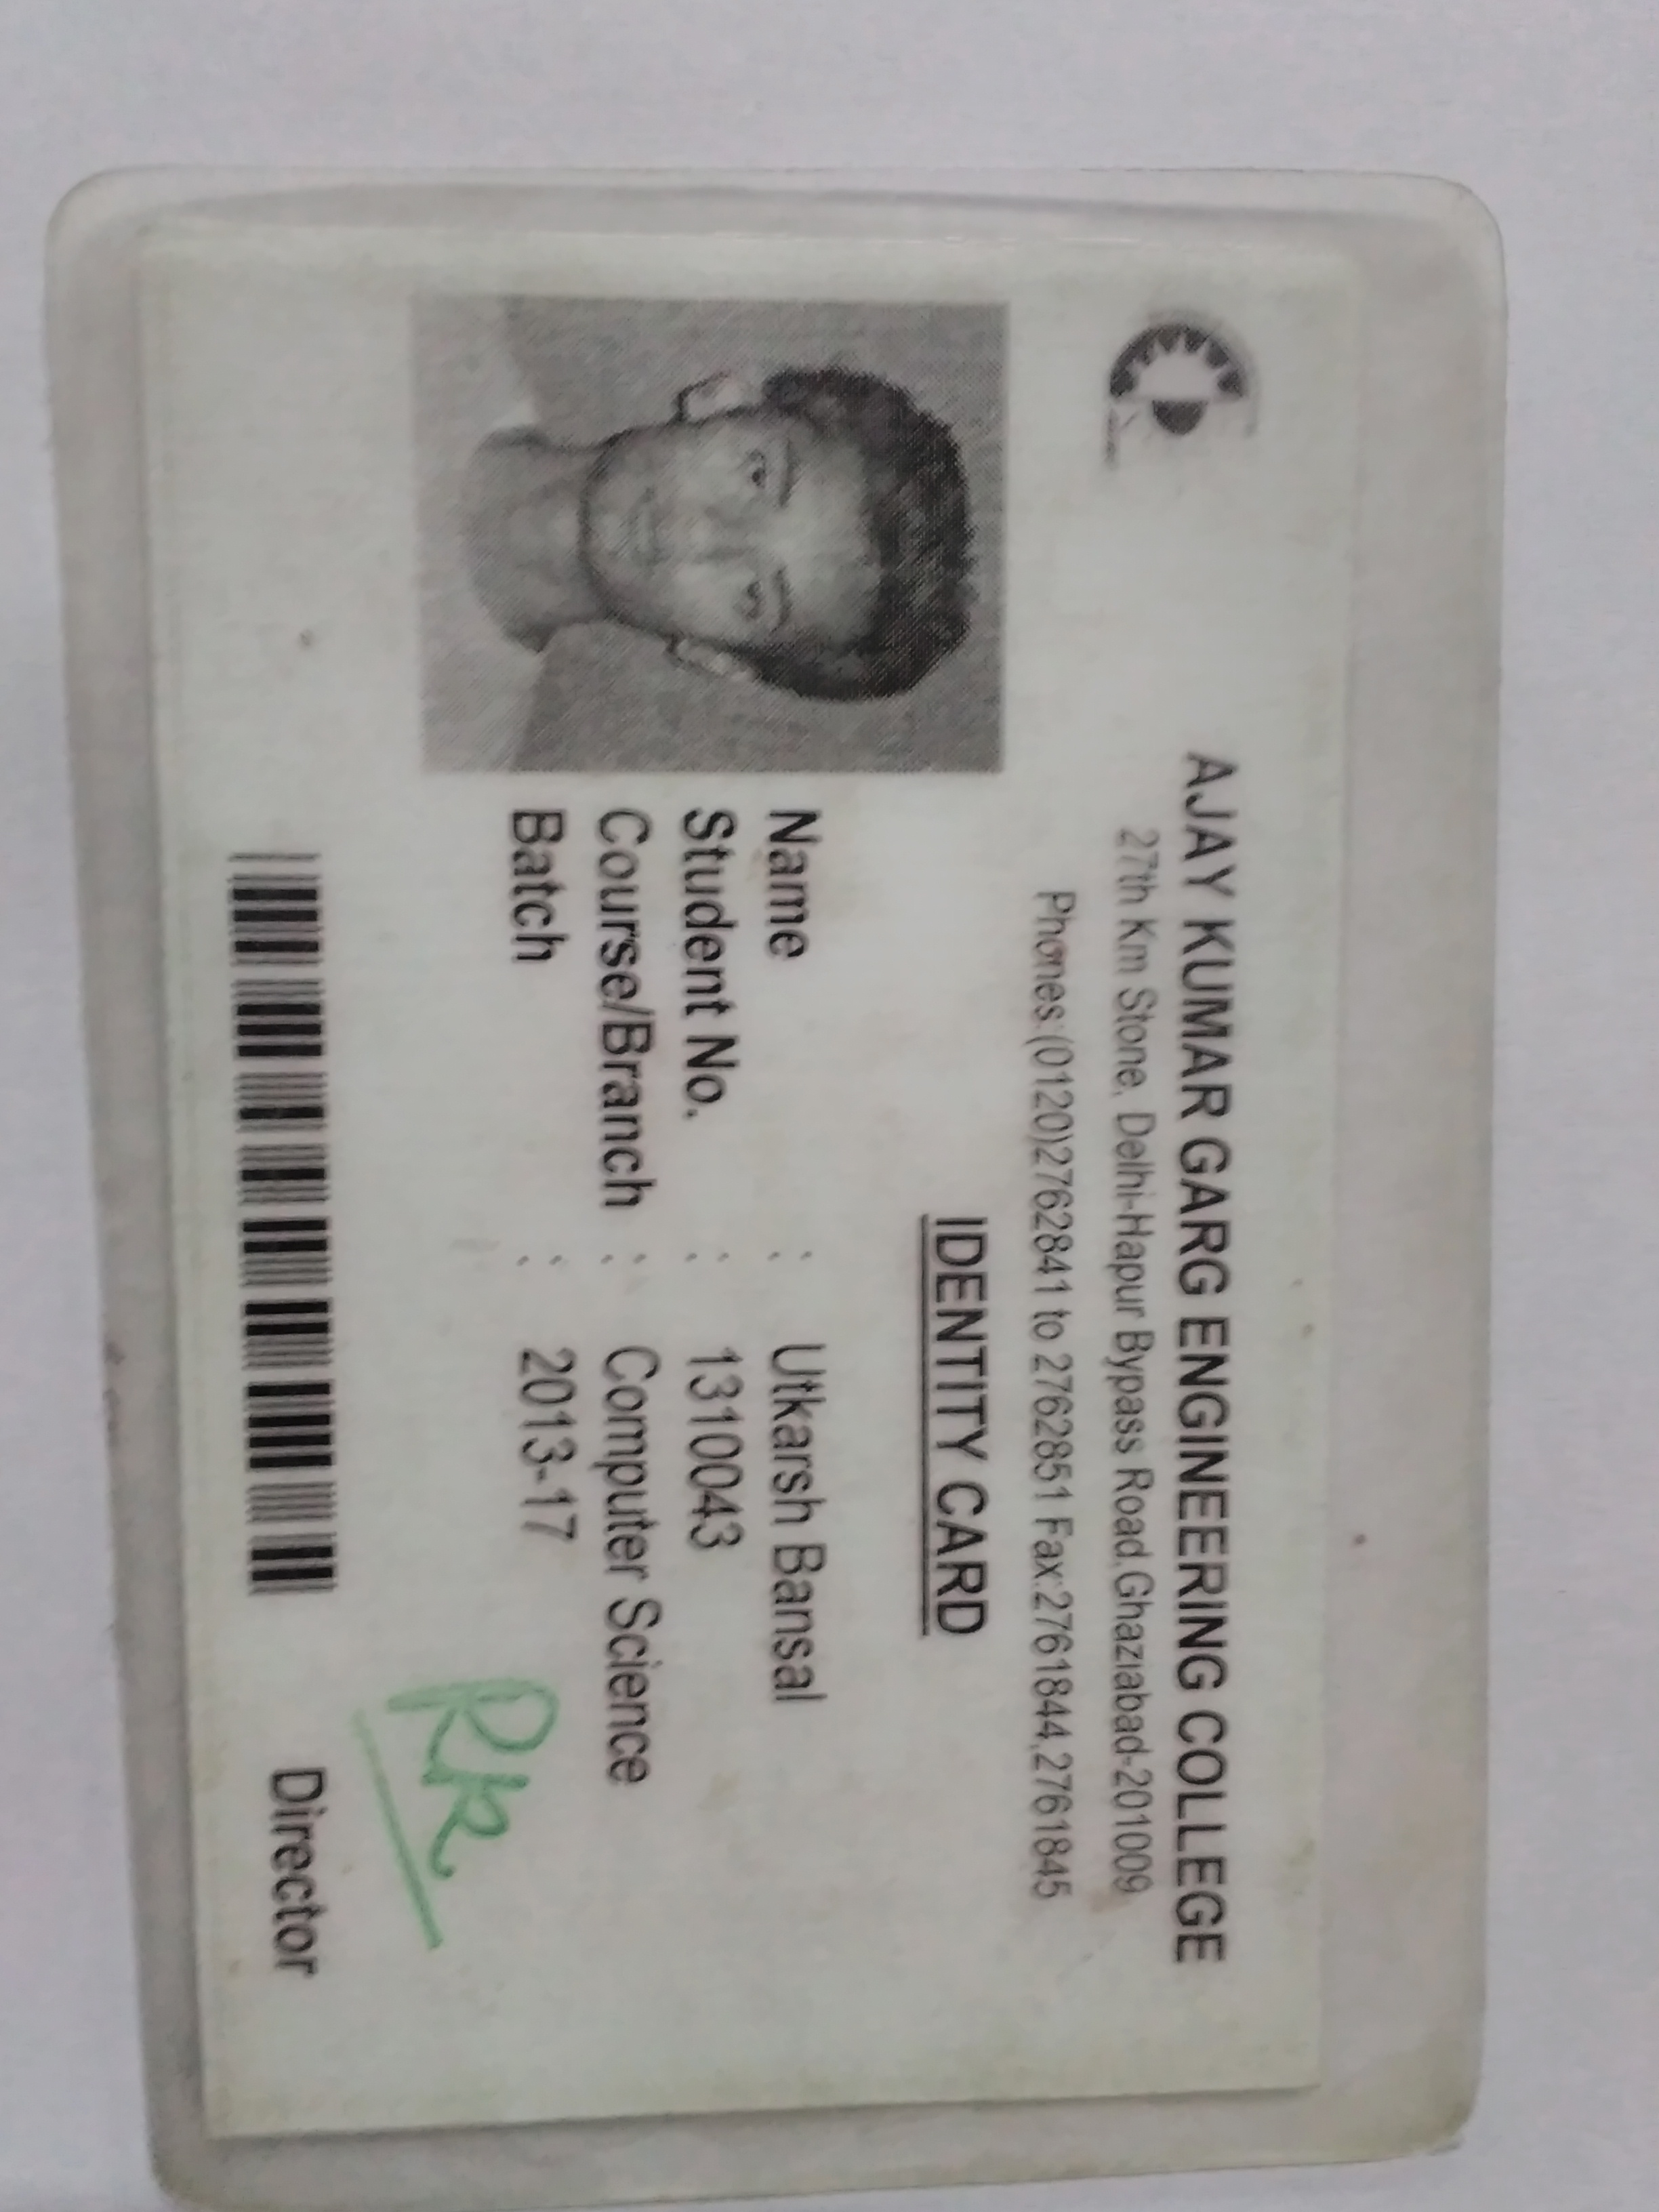 AJAY KUMAR GARG ENGINEERING COLLEGE
27th Km Stone, Delhi-Hapur Bypass Road,Ghaziabad-201009
Phones:(0120)2762841 to 2762851 Fax:2761844,2761845
IDENTITY CARD
Name : Utkarsh Bansal
Student No. : 1310043
Course/Branch : Computer Science
Batch : 2013-17
Director